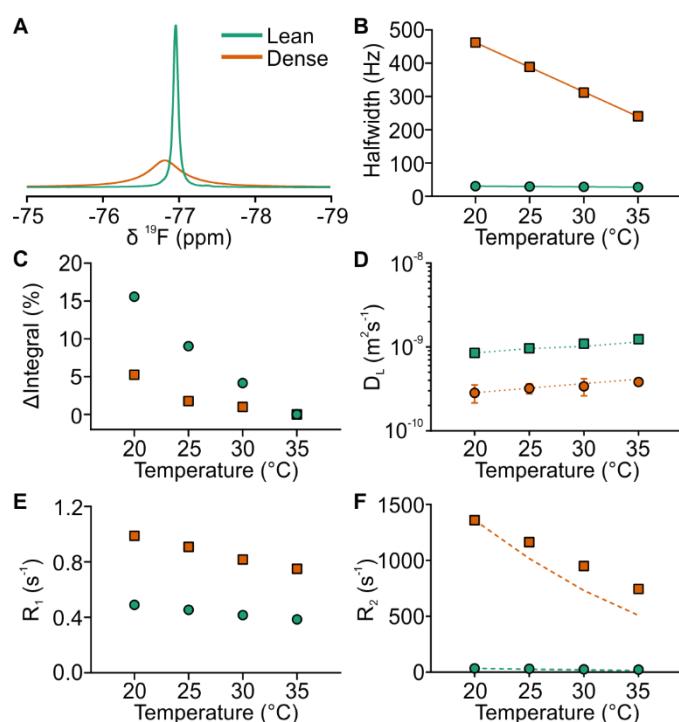 A
Lean
Dense
-75 -76 -77 -78 -79
δ ¹⁹F (ppm)
B
Halfwidth (Hz)
500
400
300
200
100
0
20 25 30 35
Temperature (°C)
C
ΔIntegral (%)
20
15
10
5
0
20 25 30 35
Temperature (°C)
D
D_L (m²s⁻¹)
10⁻⁸
10⁻⁹
10⁻¹⁰
20 25 30 35
Temperature (°C)
E
R₁ (s⁻¹)
1.2
0.8
0.4
0.0
20 25 30 35
Temperature (°C)
F
R₂ (s⁻¹)
1500
1000
500
0
20 25 30 35
Temperature (°C)